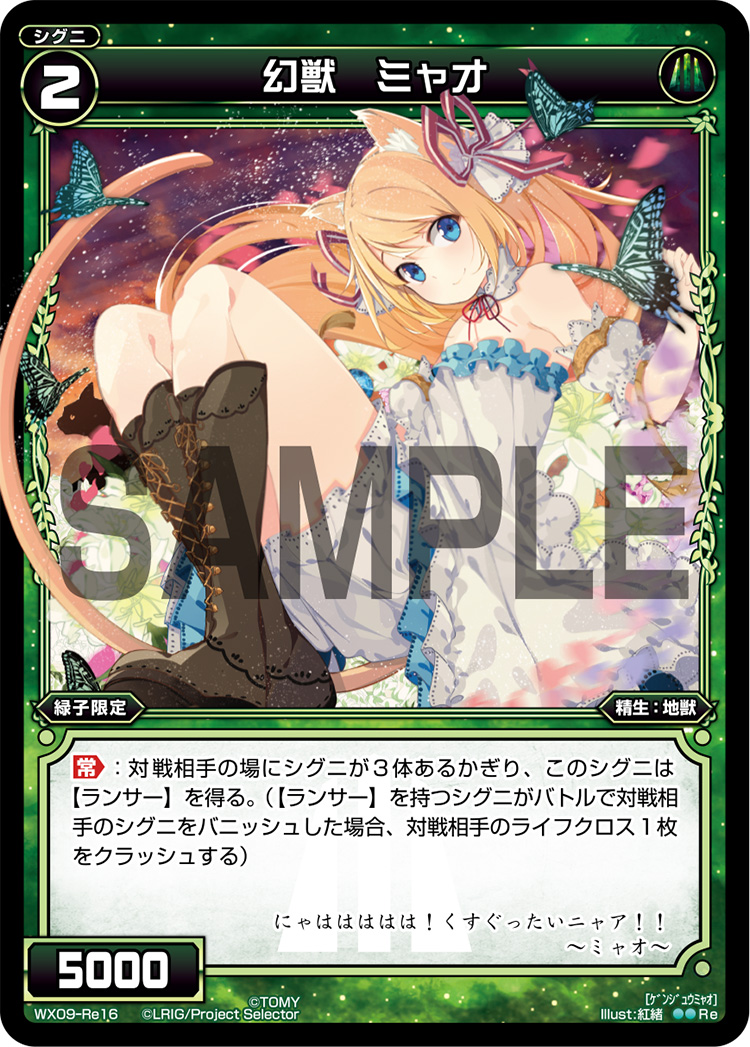 シグニ
2
幻獣　ミャオ
SAMPLE
緑子限定
精生：地獣
常：対戦相手の場にシグニが３体あるかぎり、このシグニは
【ランサー】を得る。（【ランサー】を持つシグニがバトルで対戦相
手のシグニをバニッシュした場合、対戦相手のライフクロス１枚
をクラッシュする）
にゃはははははは！くすぐったいニャア！！
～ミャオ～
5000
[ｹﾞﾝｼﾞｭｳﾐｬｵ]
©TOMY
WX09-Re16 ©LRIG/Project Selector
Illust:紅緒 Re